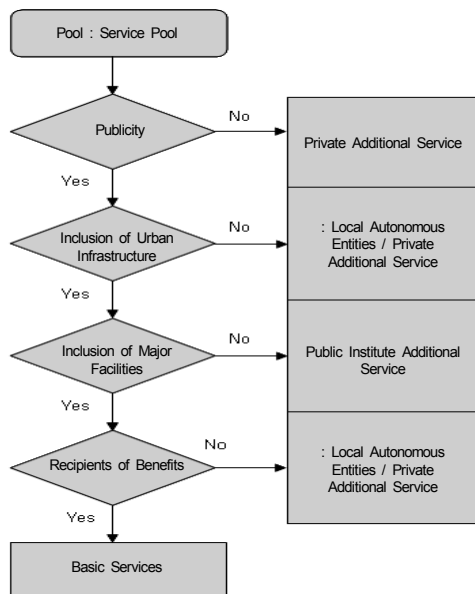 Pool : Service Pool
Publicity
No
Private Additional Service
Yes
Inclusion of Urban
Infrastructure
No
: Local Autonomous
Entities / Private
Additional Service
Yes
Inclusion of Major
Facilities
No
Public Institute Additional
Service
Yes
Recipients of Benefits
No
: Local Autonomous
Entities / Private
Additional Service
Yes
Basic Services